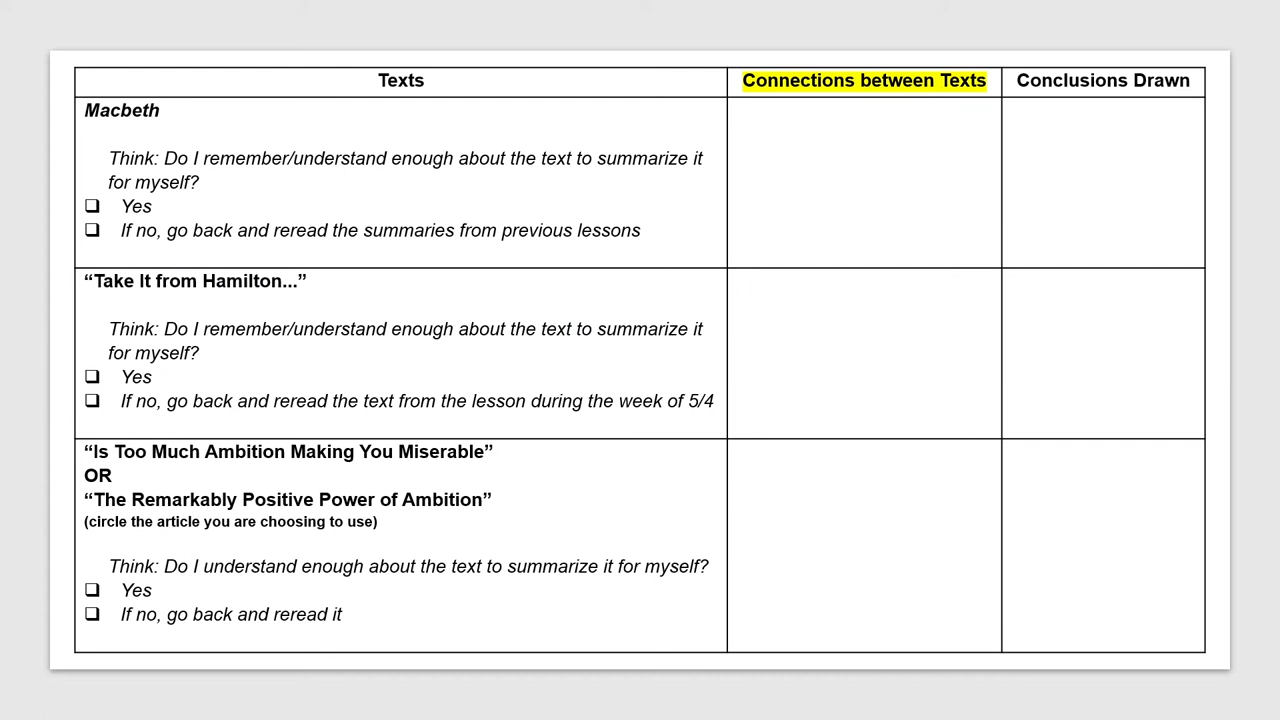 Texts
Connections between Texts
Conclusions Drawn
Macbeth
Think: Do I remember/understand enough about the text to summarize it
for myself?
❏ Yes
❏ If no, go back and reread the summaries from previous lessons
“Take It from Hamilton...”
Think: Do I remember/understand enough about the text to summarize it
for myself?
❏ Yes
❏ If no, go back and reread the text from the lesson during the week of 5/4
“Is Too Much Ambition Making You Miserable”
OR
“The Remarkably Positive Power of Ambition”
(circle the article you are choosing to use)
Think: Do I understand enough about the text to summarize it for myself?
❏ Yes
❏ If no, go back and reread it